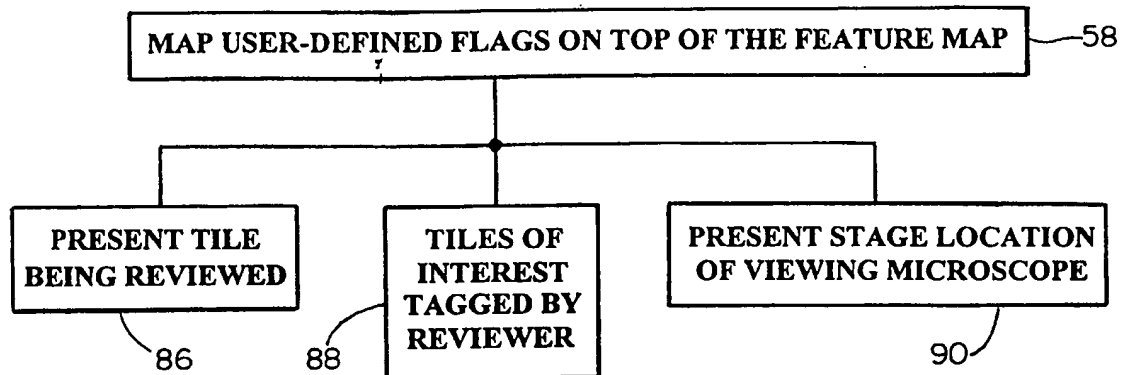 MAP USER-DEFINED FLAGS ON TOP OF THE FEATURE MAP
58
PRESENT TILE
BEING REVIEWED
86
TILES OF
INTEREST
TAGGED BY
REVIEWER
88
PRESENT STAGE LOCATION
OF VIEWING MICROSCOPE
90